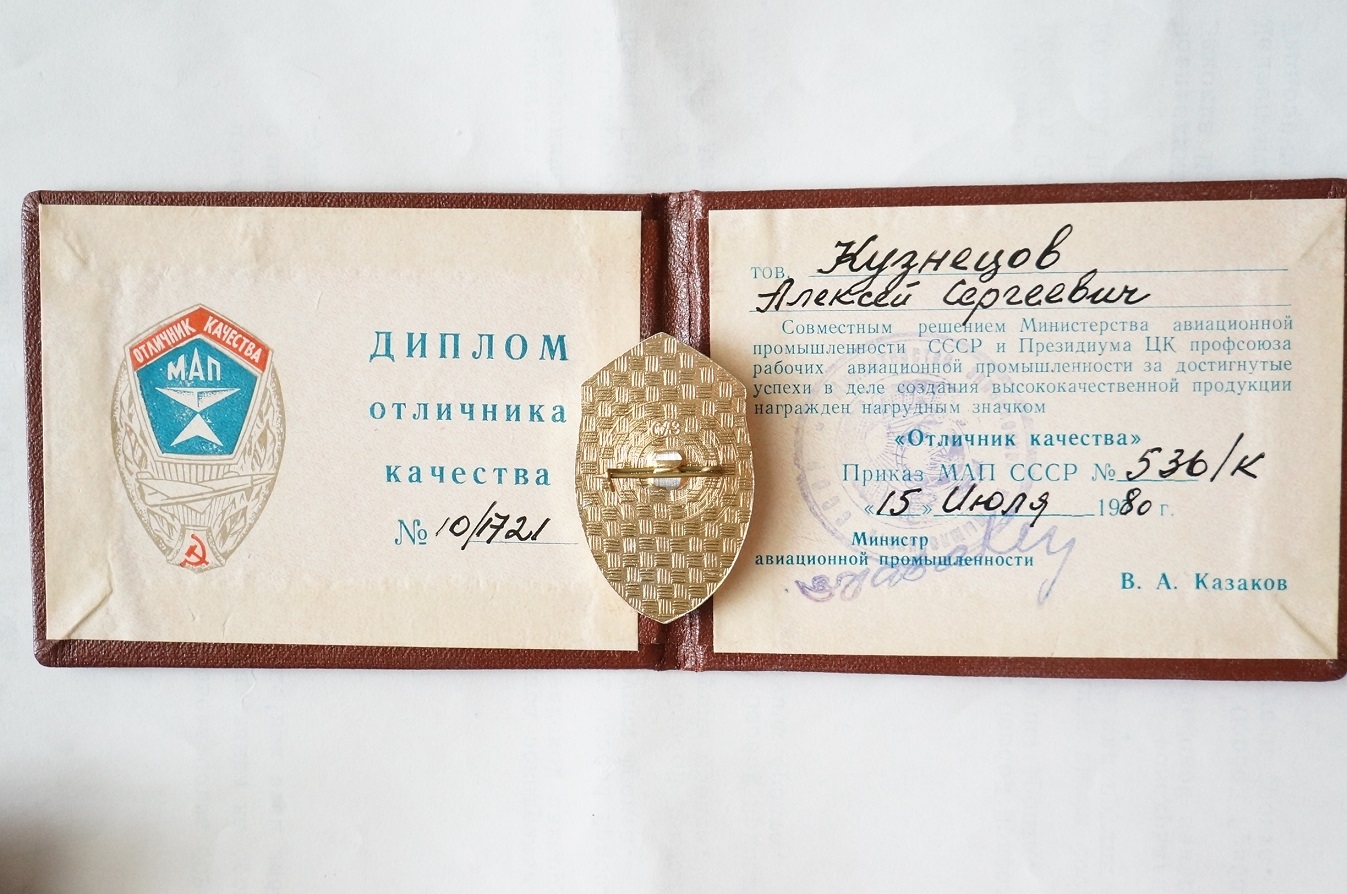 ОТЛИЧНИК КАЧЕСТВА
МАП
ДИПЛОМ
отличника
качества
№ 10/1721
тов. Кузнецов
Алексей Сергеевич
Совместным решением Министерства авиационной
промышленности СССР и Президиума ЦК профсоюза
рабочих авиационной промышленности за достигнутые
успехи в деле создания высококачественной продукции
награжден нагрудным значком
«Отличник качества»
Приказ МАП СССР № 536/к
«15» Июля 1980 г.
Министр
авиационной промышленности
В. А. Казаков